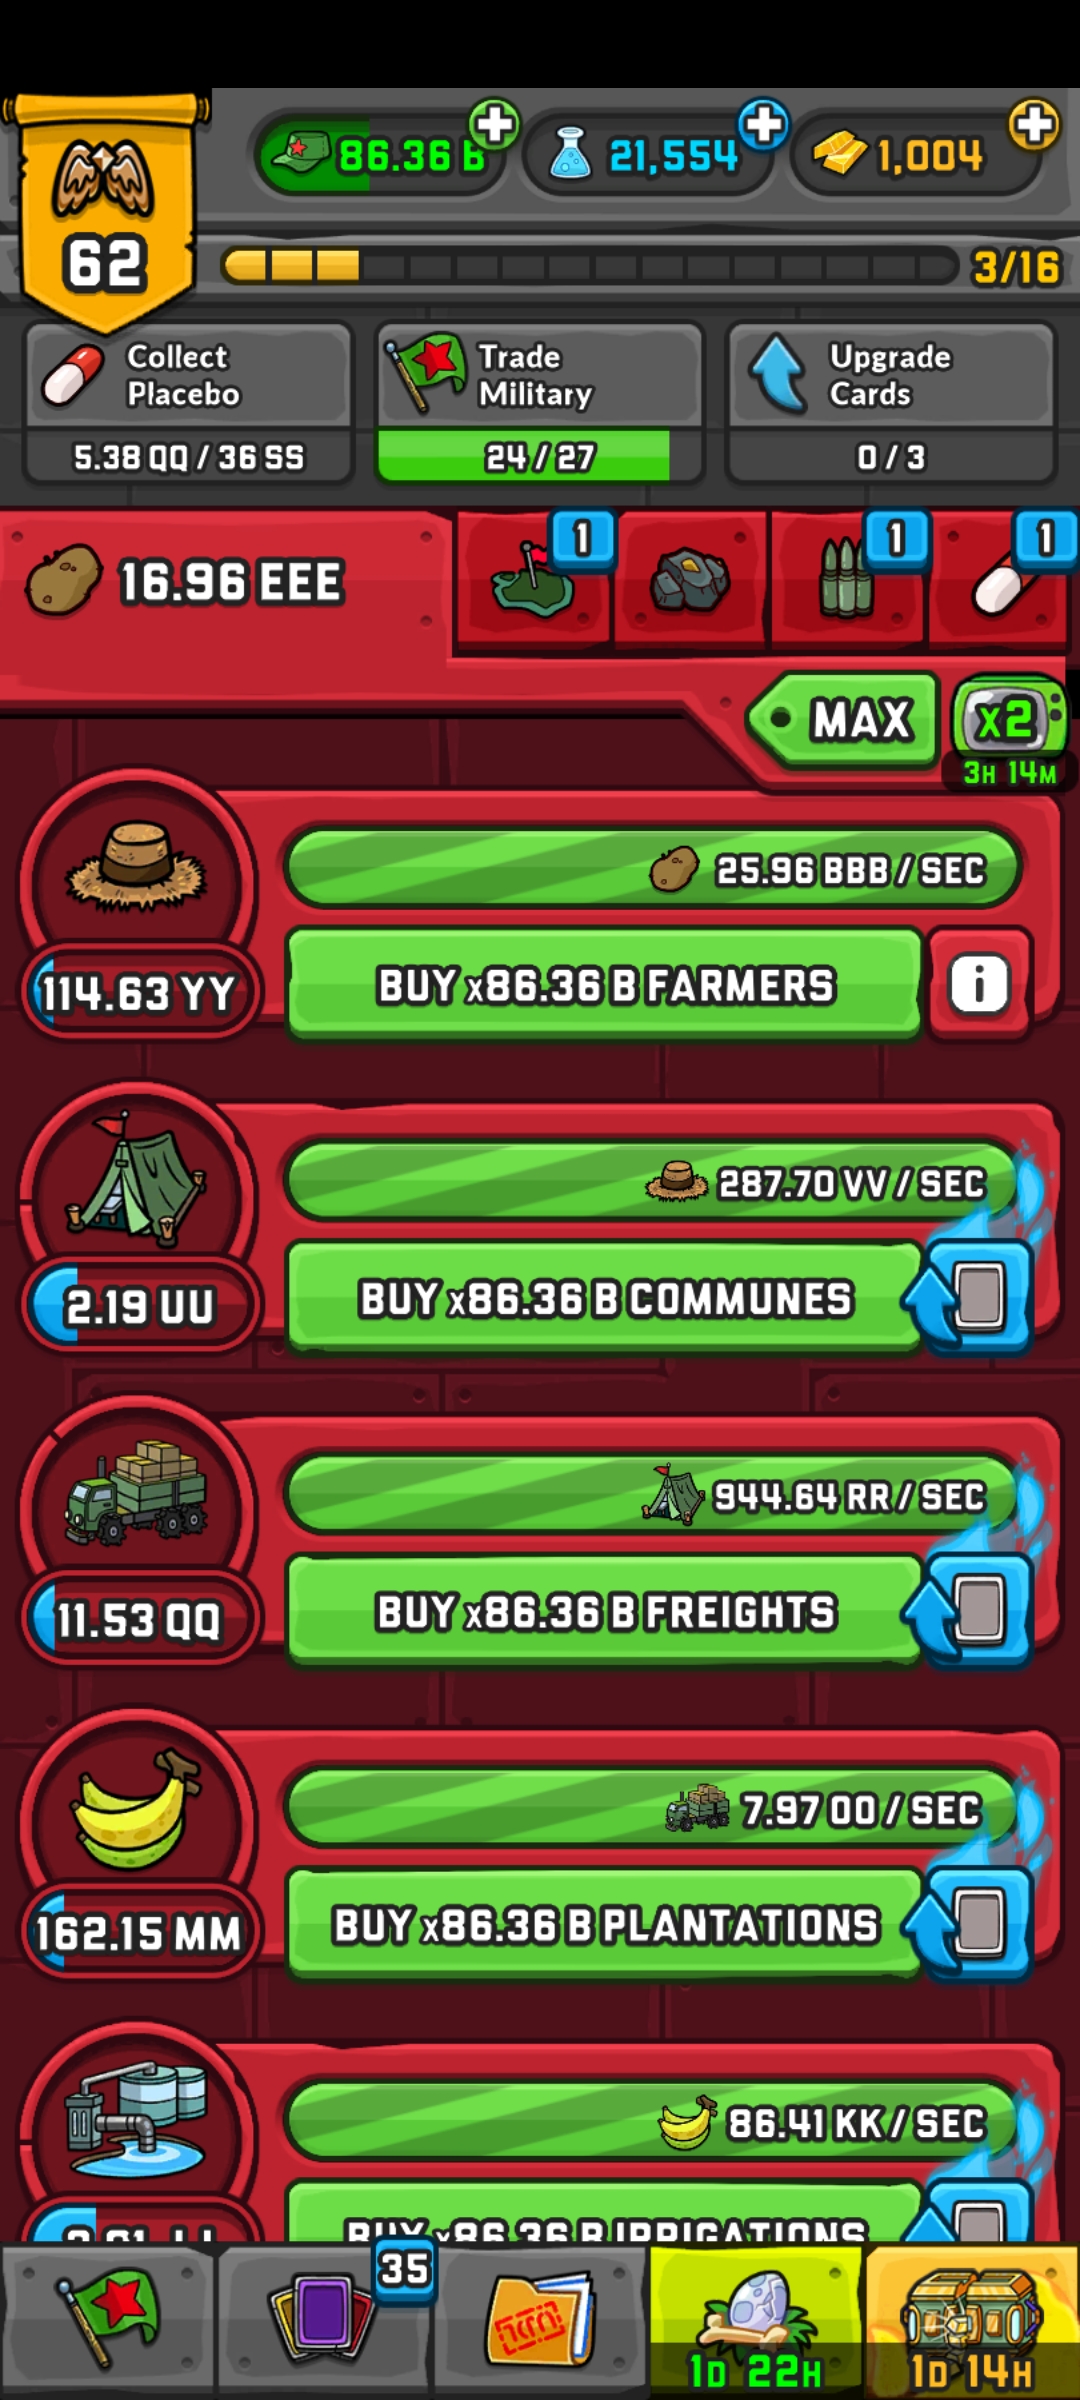 62
86.36 B
21,554
1,004
3/16
Collect
Placebo
5.38 QQ / 36 SS
Trade
Military
24 / 27
Upgrade
Cards
0 / 3
16.96 EEE
1
1
1
MAX
x2
3H 14M
25.96 BBB / SEC
114.63 YY
BUY x86.36 B FARMERS
i
287.70 VV / SEC
2.19 UU
BUY x86.36 B COMMUNES
944.64 RR / SEC
11.53 QQ
BUY x86.36 B FREIGHTS
7.97 OO / SEC
162.15 MM
BUY x86.36 B PLANTATIONS
86.41 KK / SEC
BUY x86.36 B IRRIGATIONS
35
1D 22H
1D 14H